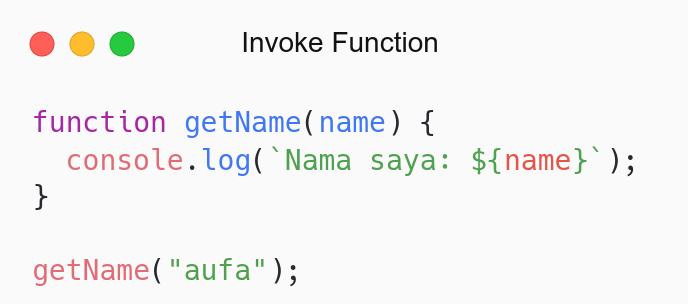 Invoke Function
function getName(name) {
  console.log(`Nama saya: ${name}`);
}
getName("aufa");